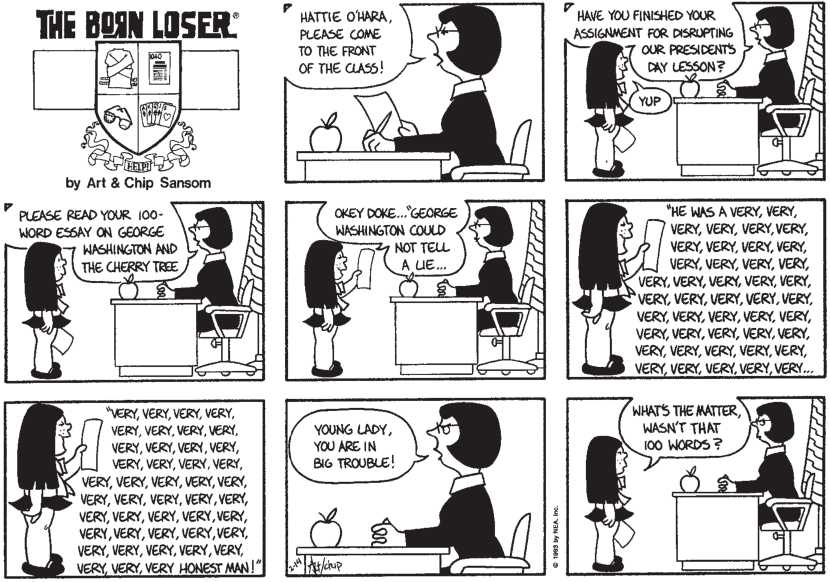 THE BORN LOSER®
1040
HELP!
by Art & Chip Sansom
HATTIE O'HARA,
PLEASE COME
TO THE FRONT
OF THE CLASS!
HAVE YOU FINISHED YOUR
ASSIGNMENT FOR DISRUPTING
OUR PRESIDENT'S
DAY LESSON?
YUP
PLEASE READ YOUR 100-
WORD ESSAY ON GEORGE
WASHINGTON AND
THE CHERRY TREE
OKEY DOKE..."GEORGE
WASHINGTON COULD
NOT TELL
A LIE...
"HE WAS A VERY, VERY,
VERY, VERY, VERY, VERY,
VERY, VERY, VERY, VERY,
VERY, VERY, VERY, VERY,
VERY, VERY, VERY, VERY, VERY,
VERY, VERY, VERY, VERY, VERY,
VERY, VERY, VERY, VERY, VERY,
VERY, VERY, VERY, VERY, VERY,
VERY, VERY, VERY, VERY, VERY,
VERY, VERY, VERY, VERY, VERY...
"VERY, VERY, VERY, VERY,
VERY, VERY, VERY, VERY,
VERY, VERY, VERY, VERY,
VERY, VERY, VERY, VERY,
VERY, VERY, VERY, VERY, VERY,
VERY, VERY, VERY, VERY, VERY,
VERY, VERY, VERY, VERY, VERY,
VERY, VERY, VERY, VERY, VERY,
VERY, VERY, VERY, VERY, VERY,
VERY, VERY, VERY HONEST MAN!"
YOUNG LADY,
YOU ARE IN
BIG TROUBLE!
2-14
Art/chip
© 1993 by NEA, Inc.
WHAT'S THE MATTER,
WASN'T THAT
100 WORDS?